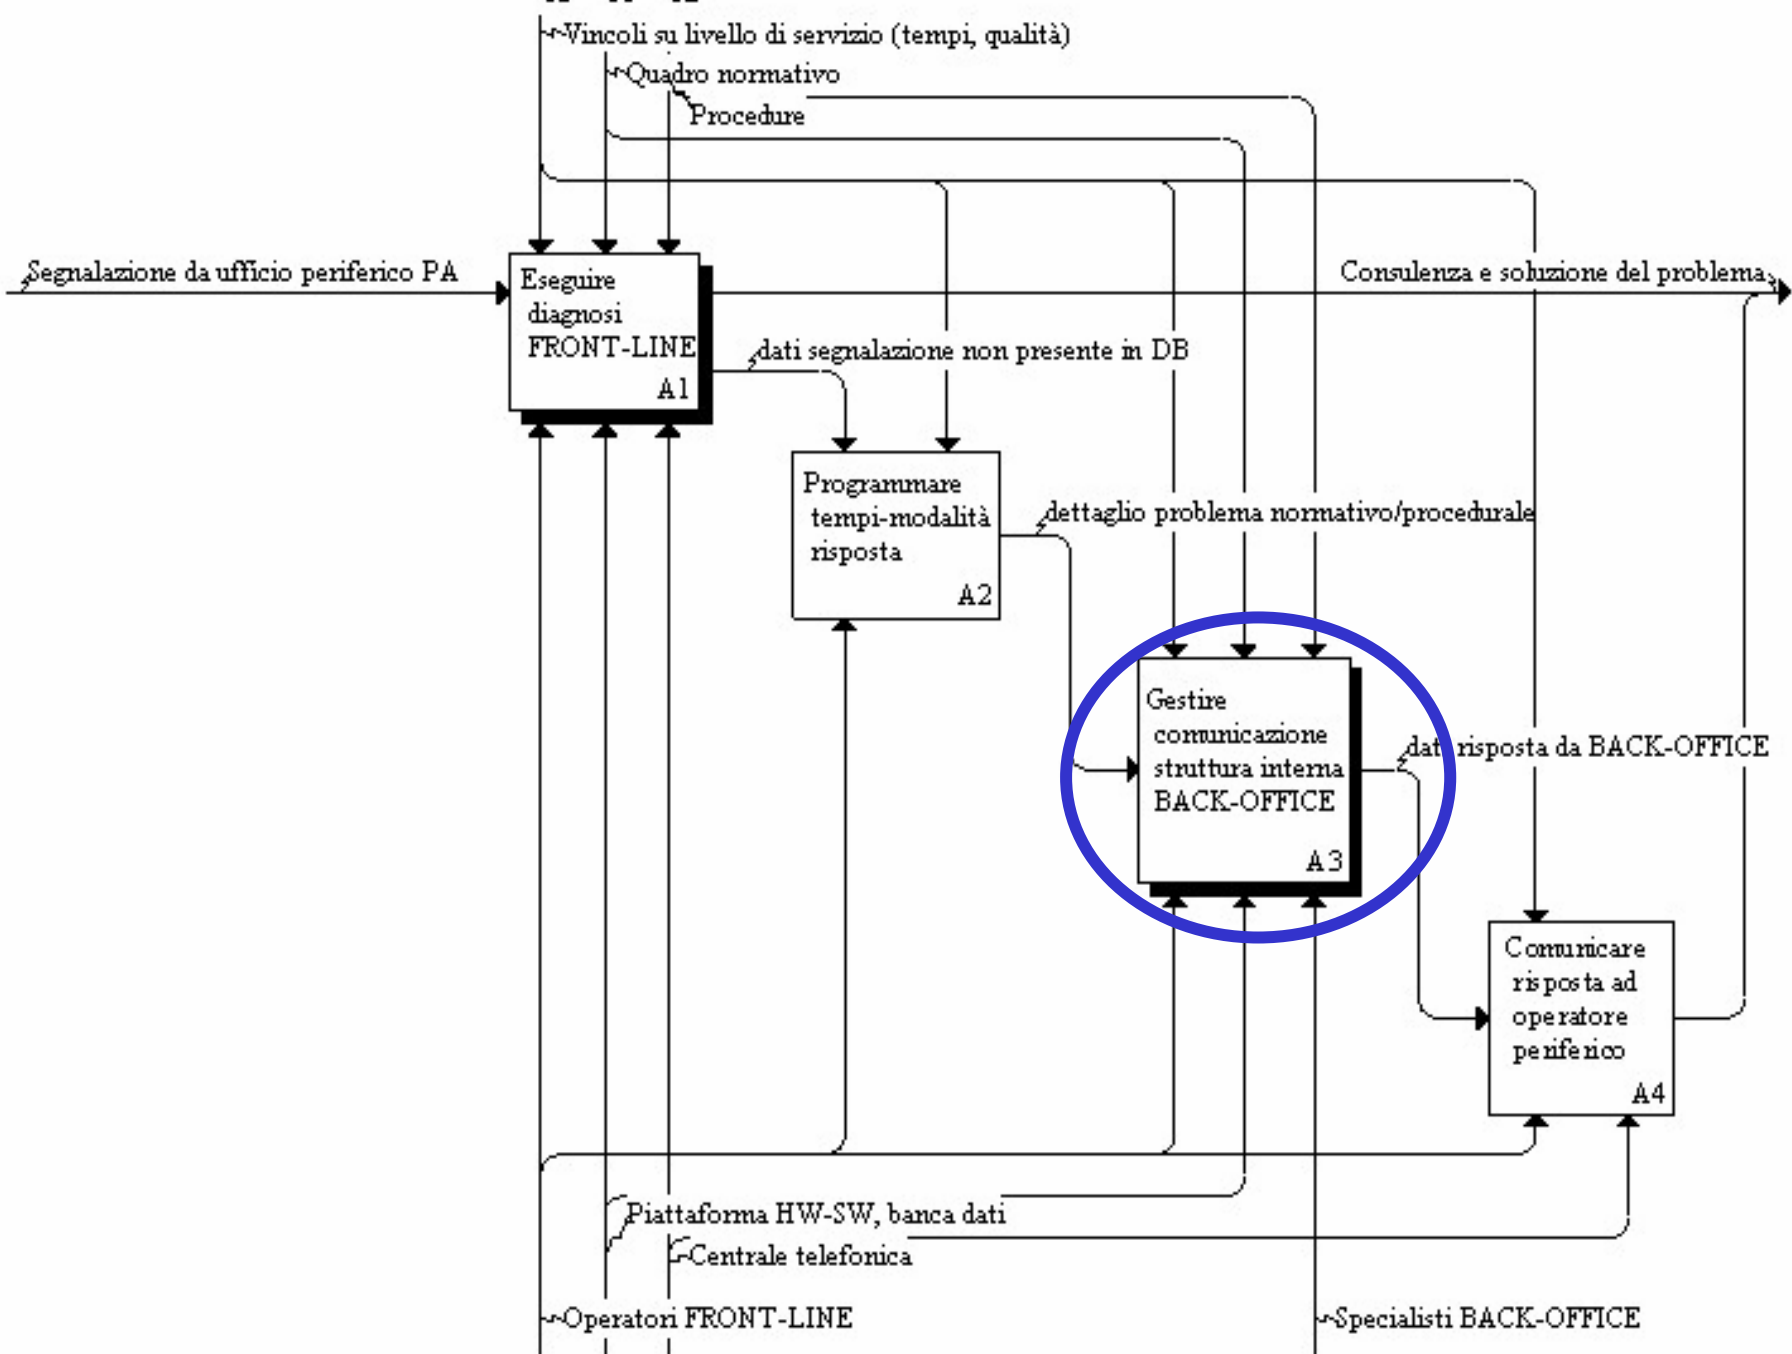 Vincoli su livello di servizio (tempi, qualità)
Quadro normativo
Procedure
Segnalazione da ufficio periferico PA
Consulenza e soluzione del problema
Eseguire
diagnosi
FRONT-LINE
A1
dati segnalazione non presente in DB
Programmare
tempi-modalità
risposta
A2
dettaglio problema normativo/procedurale
Gestire
comunicazione
struttura interna
BACK-OFFICE
A3
dati risposta da BACK-OFFICE
Comunicare
risposta ad
operatore
periferico
A4
Piattaforma HW-SW, banca dati
Centrale telefonica
Operatori FRONT-LINE
Specialisti BACK-OFFICE